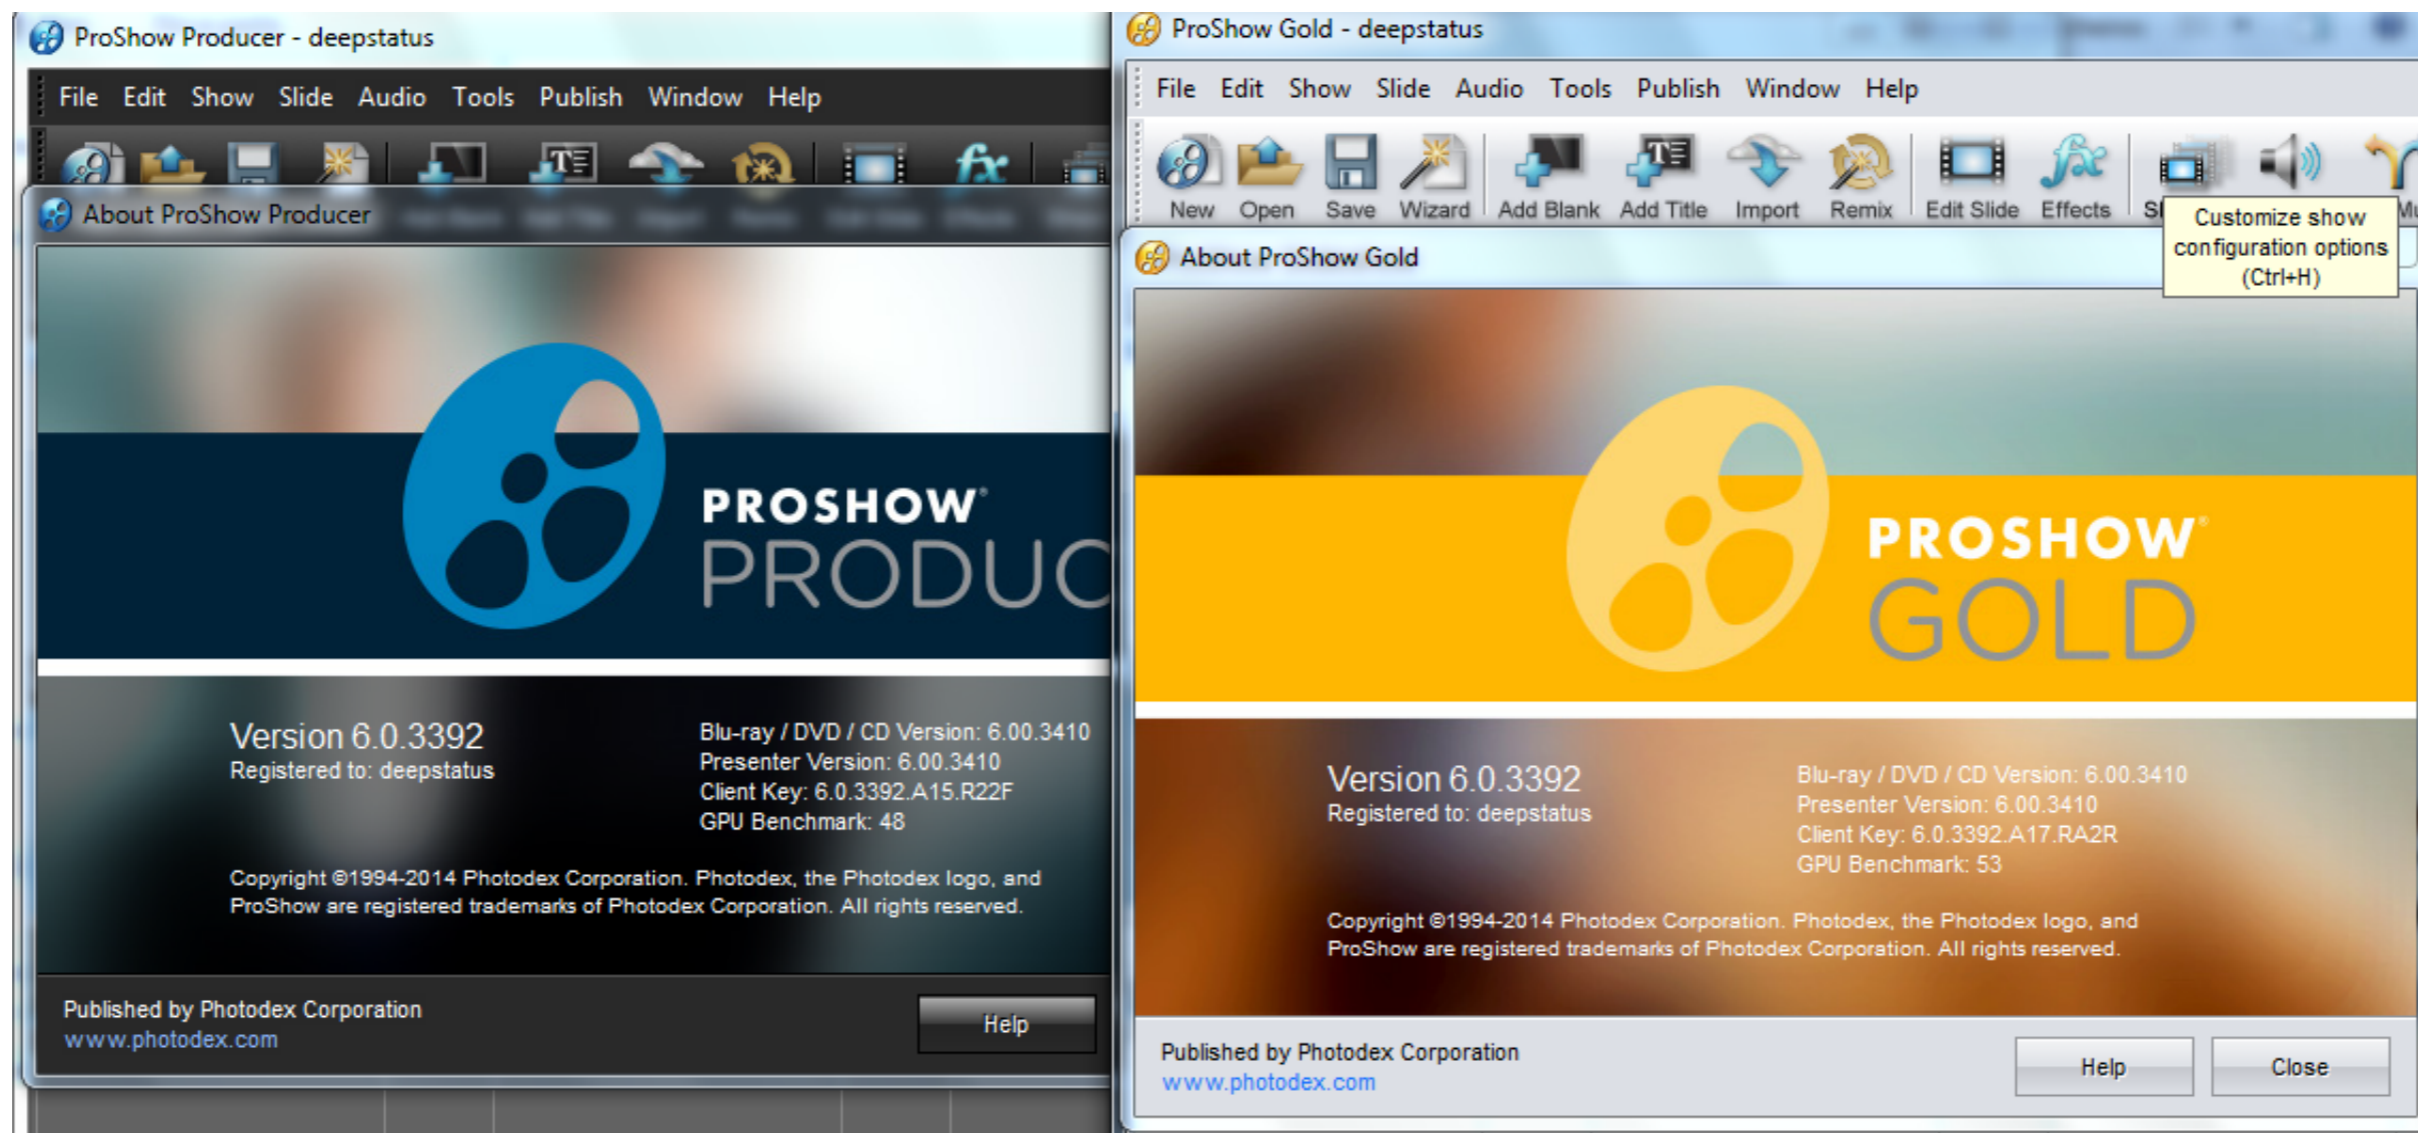 ProShow Producer - deepstatus
File Edit Show Slide Audio Tools Publish Window Help
About ProShow Producer
PROSHOW®
PRODUC
Version 6.0.3392
Registered to: deepstatus
Blu-ray / DVD / CD Version: 6.00.3410
Presenter Version: 6.00.3410
Client Key: 6.0.3392.A15.R22F
GPU Benchmark: 48
Copyright ©1994-2014 Photodex Corporation. Photodex, the Photodex logo, and
ProShow are registered trademarks of Photodex Corporation. All rights reserved.
Published by Photodex Corporation
www.photodex.com
Help
ProShow Gold - deepstatus
File Edit Show Slide Audio Tools Publish Window Help
New Open Save Wizard Add Blank Add Title Import Remix Edit Slide Effects
Customize show
configuration options
(Ctrl+H)
About ProShow Gold
PROSHOW®
GOLD
Version 6.0.3392
Registered to: deepstatus
Blu-ray / DVD / CD Version: 6.00.3410
Presenter Version: 6.00.3410
Client Key: 6.0.3392.A17.RA2R
GPU Benchmark: 53
Copyright ©1994-2014 Photodex Corporation. Photodex, the Photodex logo, and
ProShow are registered trademarks of Photodex Corporation. All rights reserved.
Published by Photodex Corporation
www.photodex.com
Help Close